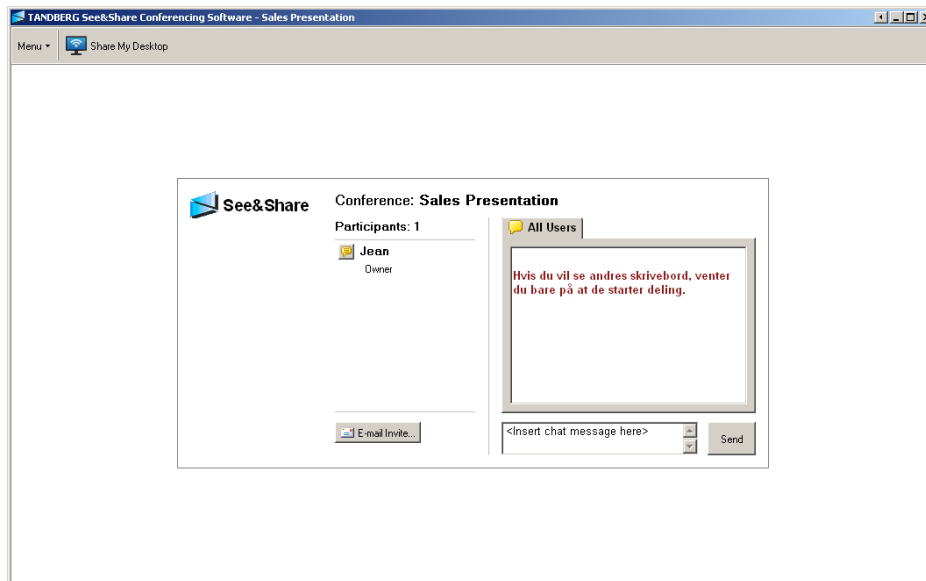 TANDBERG See&Share Conferencing Software - Sales Presentation
Menu
Share My Desktop
See&Share
Conference: Sales Presentation
Participants: 1
All Users
Jean
Owner
Hvis du vil se andres skrivebord, venter
du bare på at de starter deling.
E-mail Invite...
<Insert chat message here>
Send